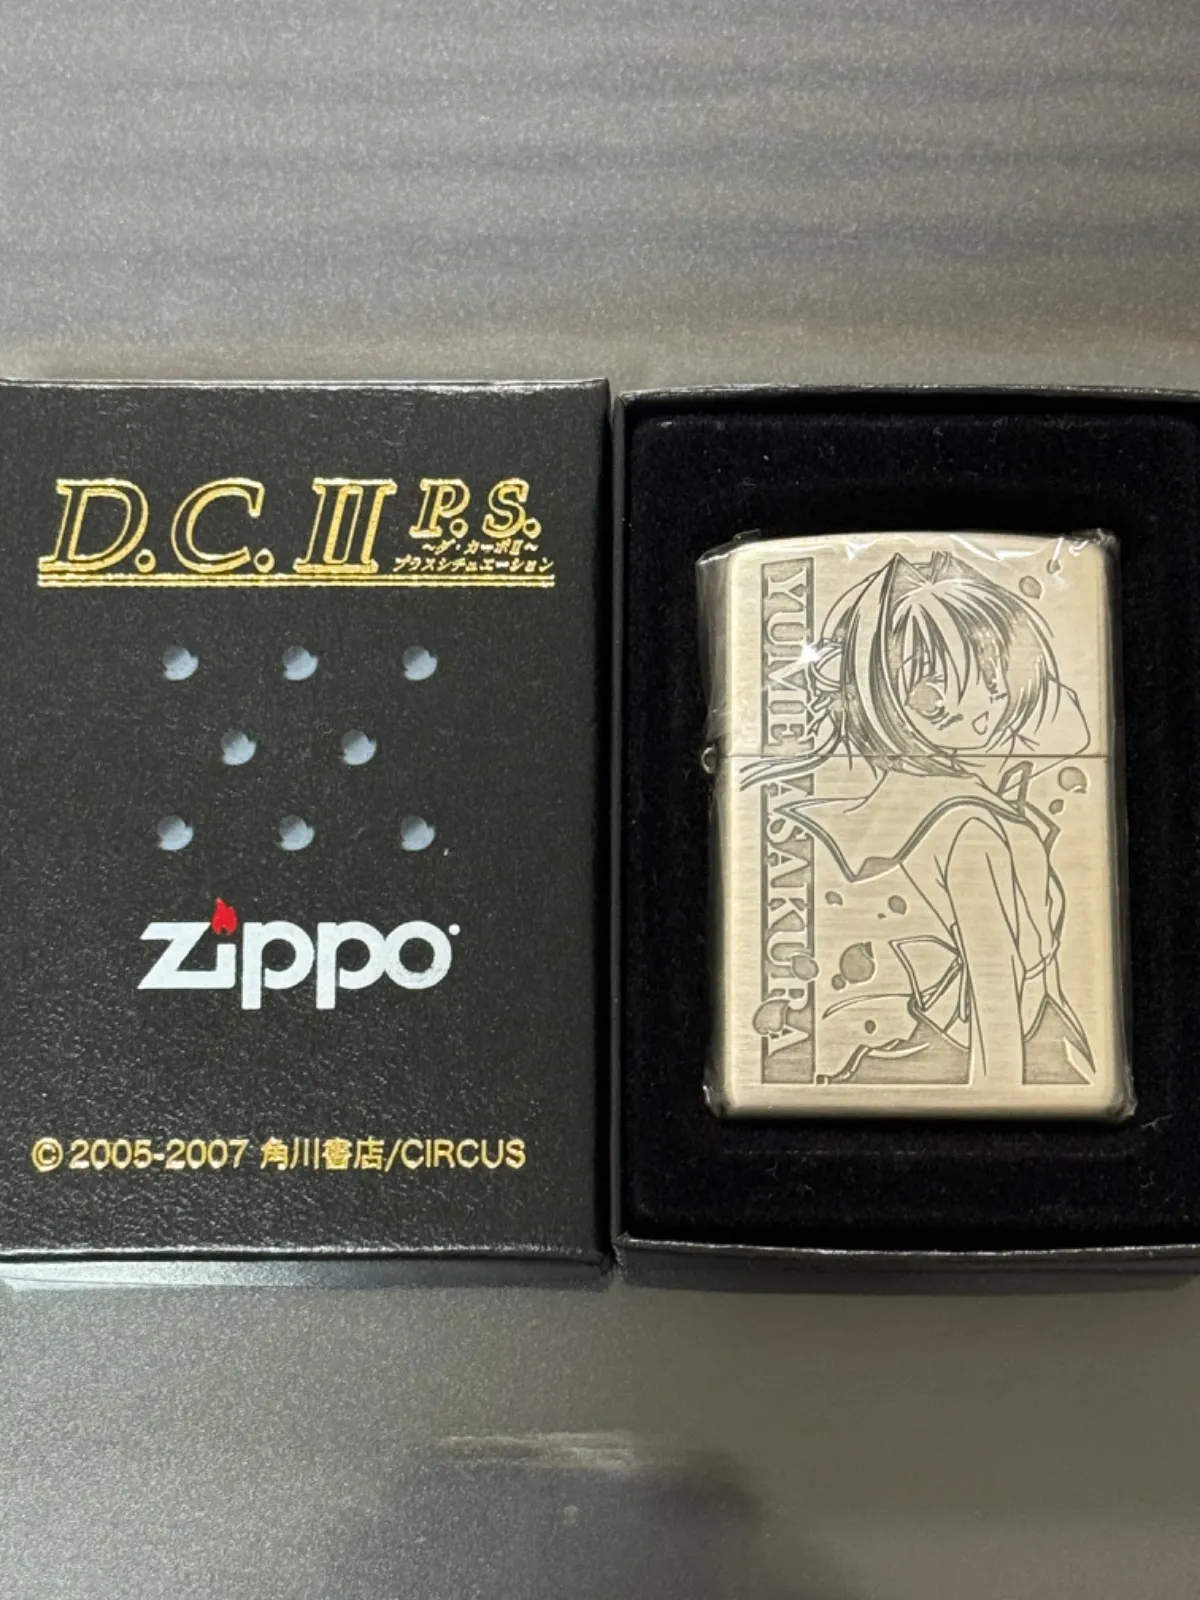 D.C.II P.S.
～ダ・カーポⅡ～
プラスシチュエーション
zippo
© 2005-2007 角川書店/CIRCUS
YUME ASAKURA